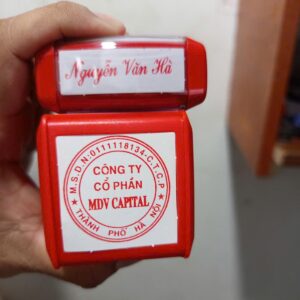 Nguyễn Văn Hà
M.S.D.N:0111118134-C.T.C.P
CÔNG TY
CỔ PHẦN
MDV CAPITAL
★ THÀNH PHỐ HÀ NỘI ★